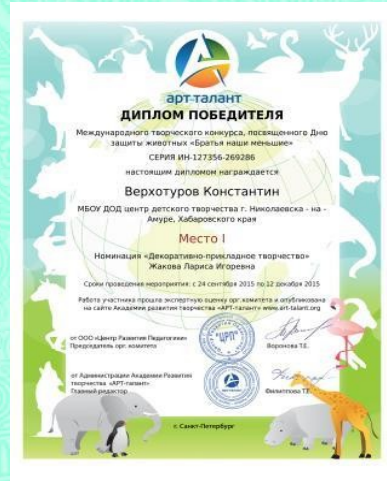 арт-талант
ДИПЛОМ ПОБЕДИТЕЛЯ
Международного творческого конкурса, посвященного Дню
защиты животных «Братья наши меньшие»
СЕРИЯ ИН-127356-269286
настоящим дипломом награждается
Верхотуров Константин
МБОУ ДОД центр детского творчества г. Николаевска - на -
Амуре, Хабаровского края
Место I
Номинация «Декоративно-прикладное творчество»
Жакова Лариса Игоревна
Сроки проведения мероприятия: с 24 сентября 2015 по 12 декабря 2015
Работа участника прошла экспертную оценку орг.комитета и опубликована
на сайте Академии развития творчества «АРТ-талант» www.art-talant.org
от ООО «Центр Развития Педагогики»
Председатель орг. комитета
"ЦРП"
Воронова Т.Е.
от Администрации Академии Развития
творчества «АРТ-талант»
Главный редактор
Филиппова Т.
г. Санкт-Петербург